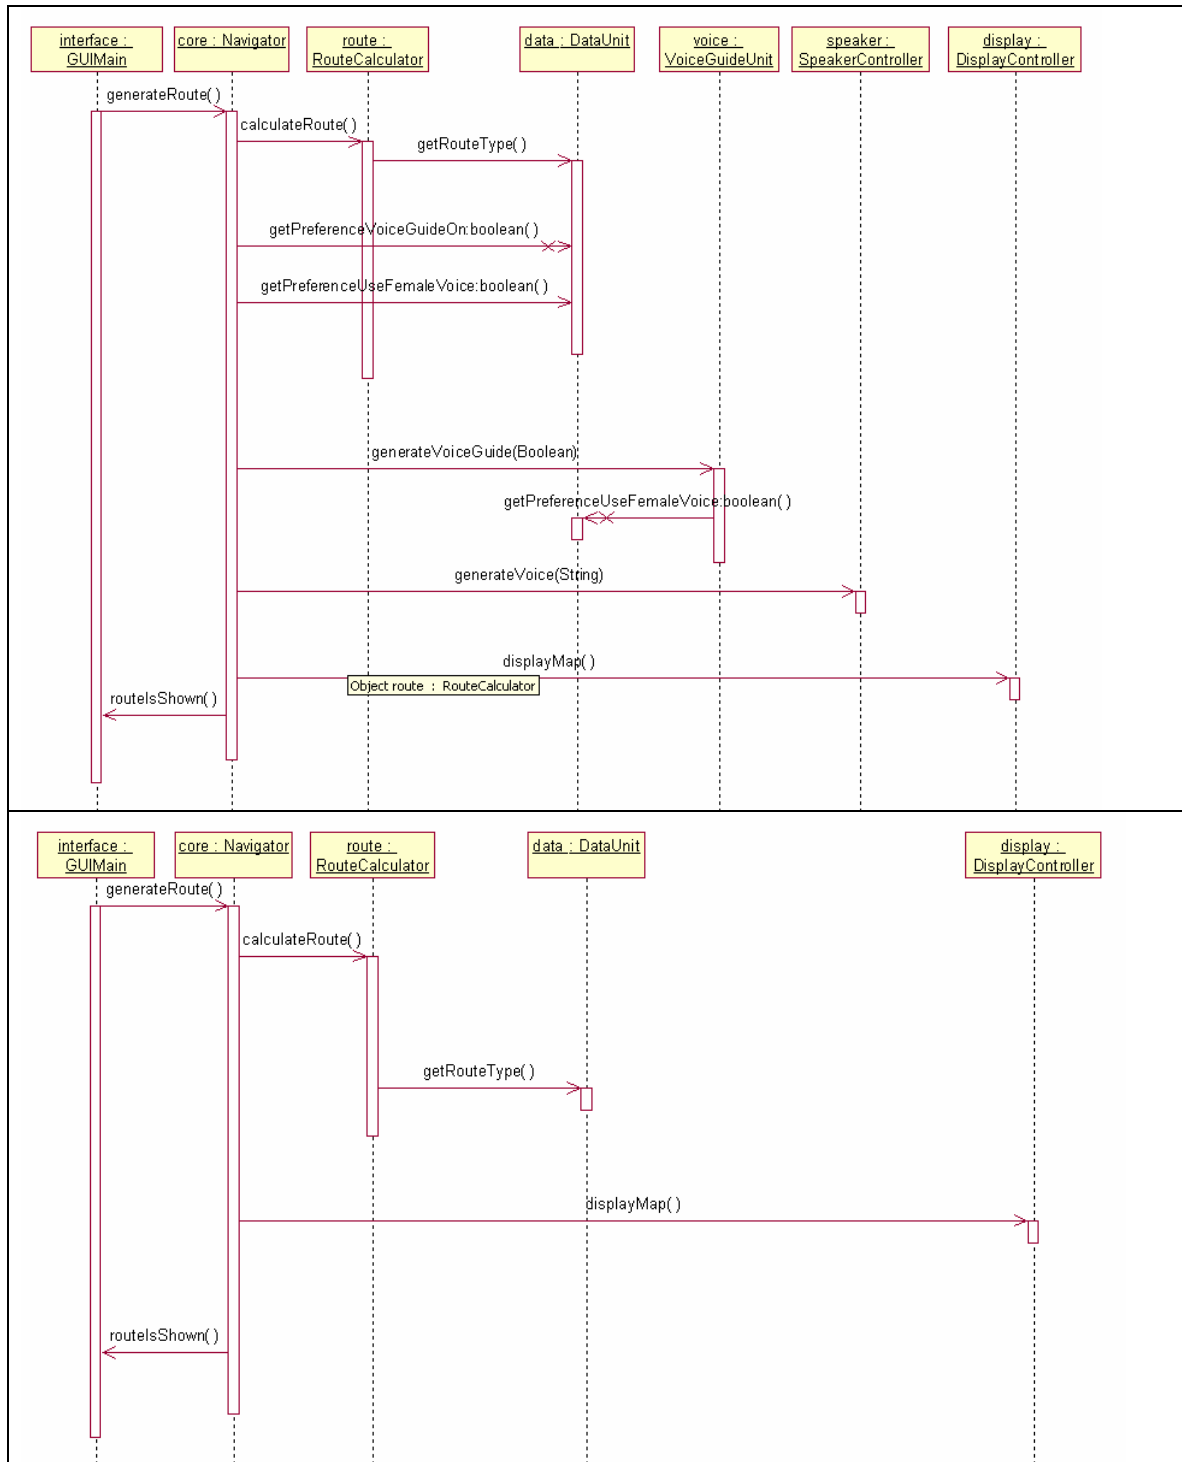 interface :
GUIMain
core : Navigator
route :
RouteCalculator
data : DataUnit
voice :
VoiceGuideUnit
speaker:
SpeakerController
display :
DisplayController
generateRoute( )
calculateRoute( )
getRouteType( )
getPreferenceVoiceGuideOn:boolean( )
getPreferenceUseFemaleVoice:boolean( )
generateVoiceGuide(Boolean)
getPreferenceUseFemaleVoice:boolean( )
generateVoice(String)
displayMap( )
Object route : RouteCalculator
routeIsShown( )
interface :
GUIMain
core : Navigator
route :
RouteCalculator
data : DataUnit
display :
DisplayController
generateRoute( )
calculateRoute( )
getRouteType( )
displayMap( )
routeIsShown( )